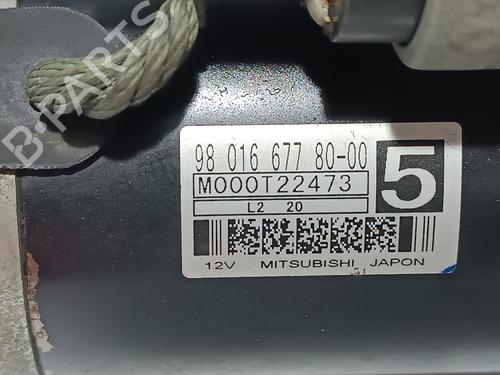 B-PARTS
98 016 677 80-00
M000T22473
5
L2 20
12V MITSUBISHI JAPON